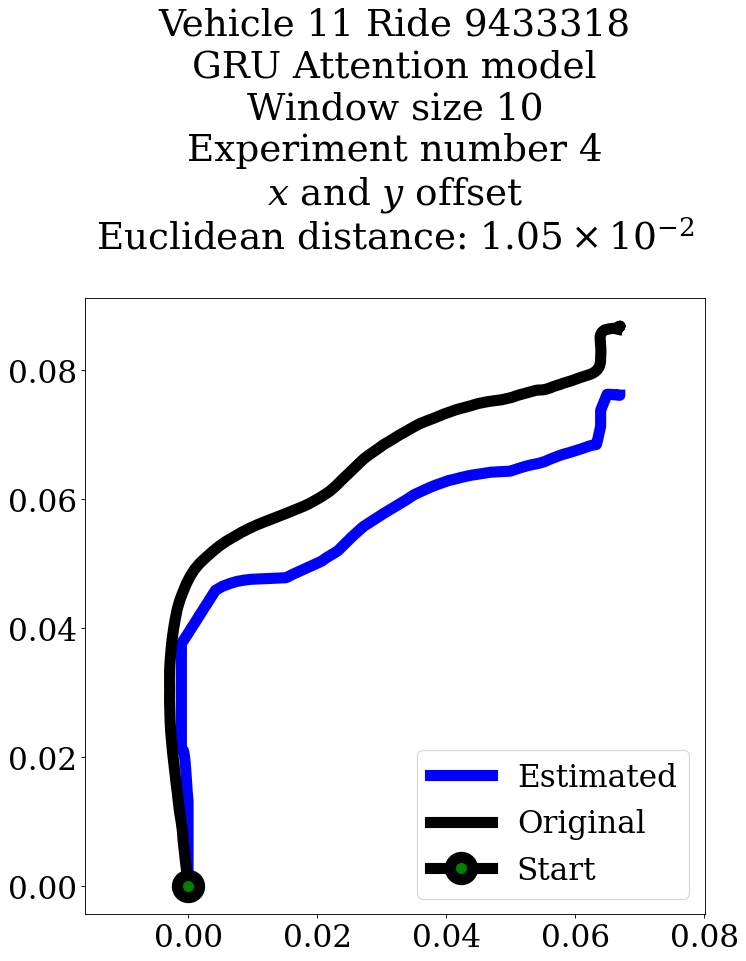 Vehicle 11 Ride 9433318
GRU Attention model
Window size 10
Experiment number 4
x and y offset
Euclidean distance: 1.05 × 10⁻²
0.08
0.06
0.04
0.02
0.00
Estimated
Original
Start
0.00 0.02 0.04 0.06 0.08